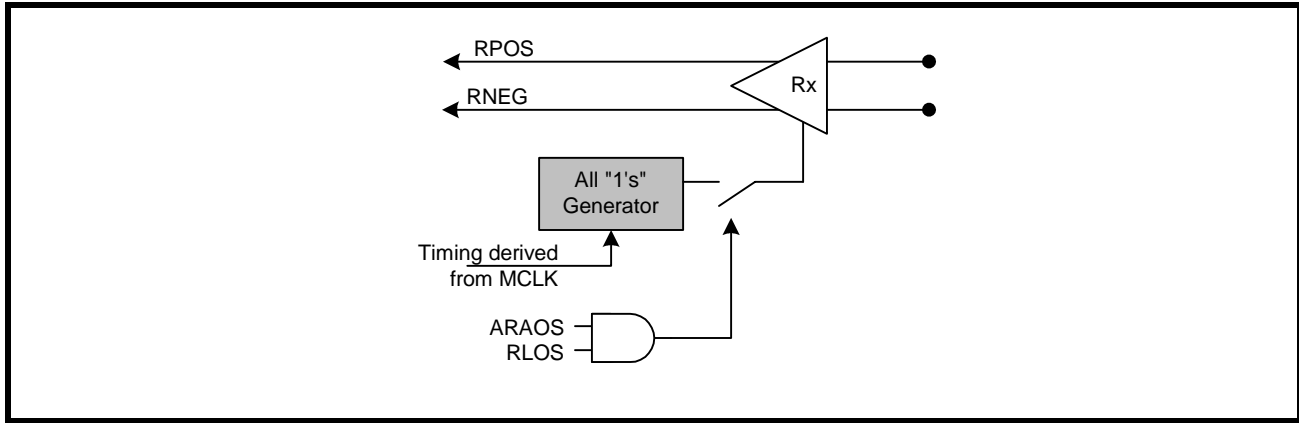 RPOS
Rx
RNEG
All "1's"
Generator
Timing derived
from MCLK
ARAOS
RLOS